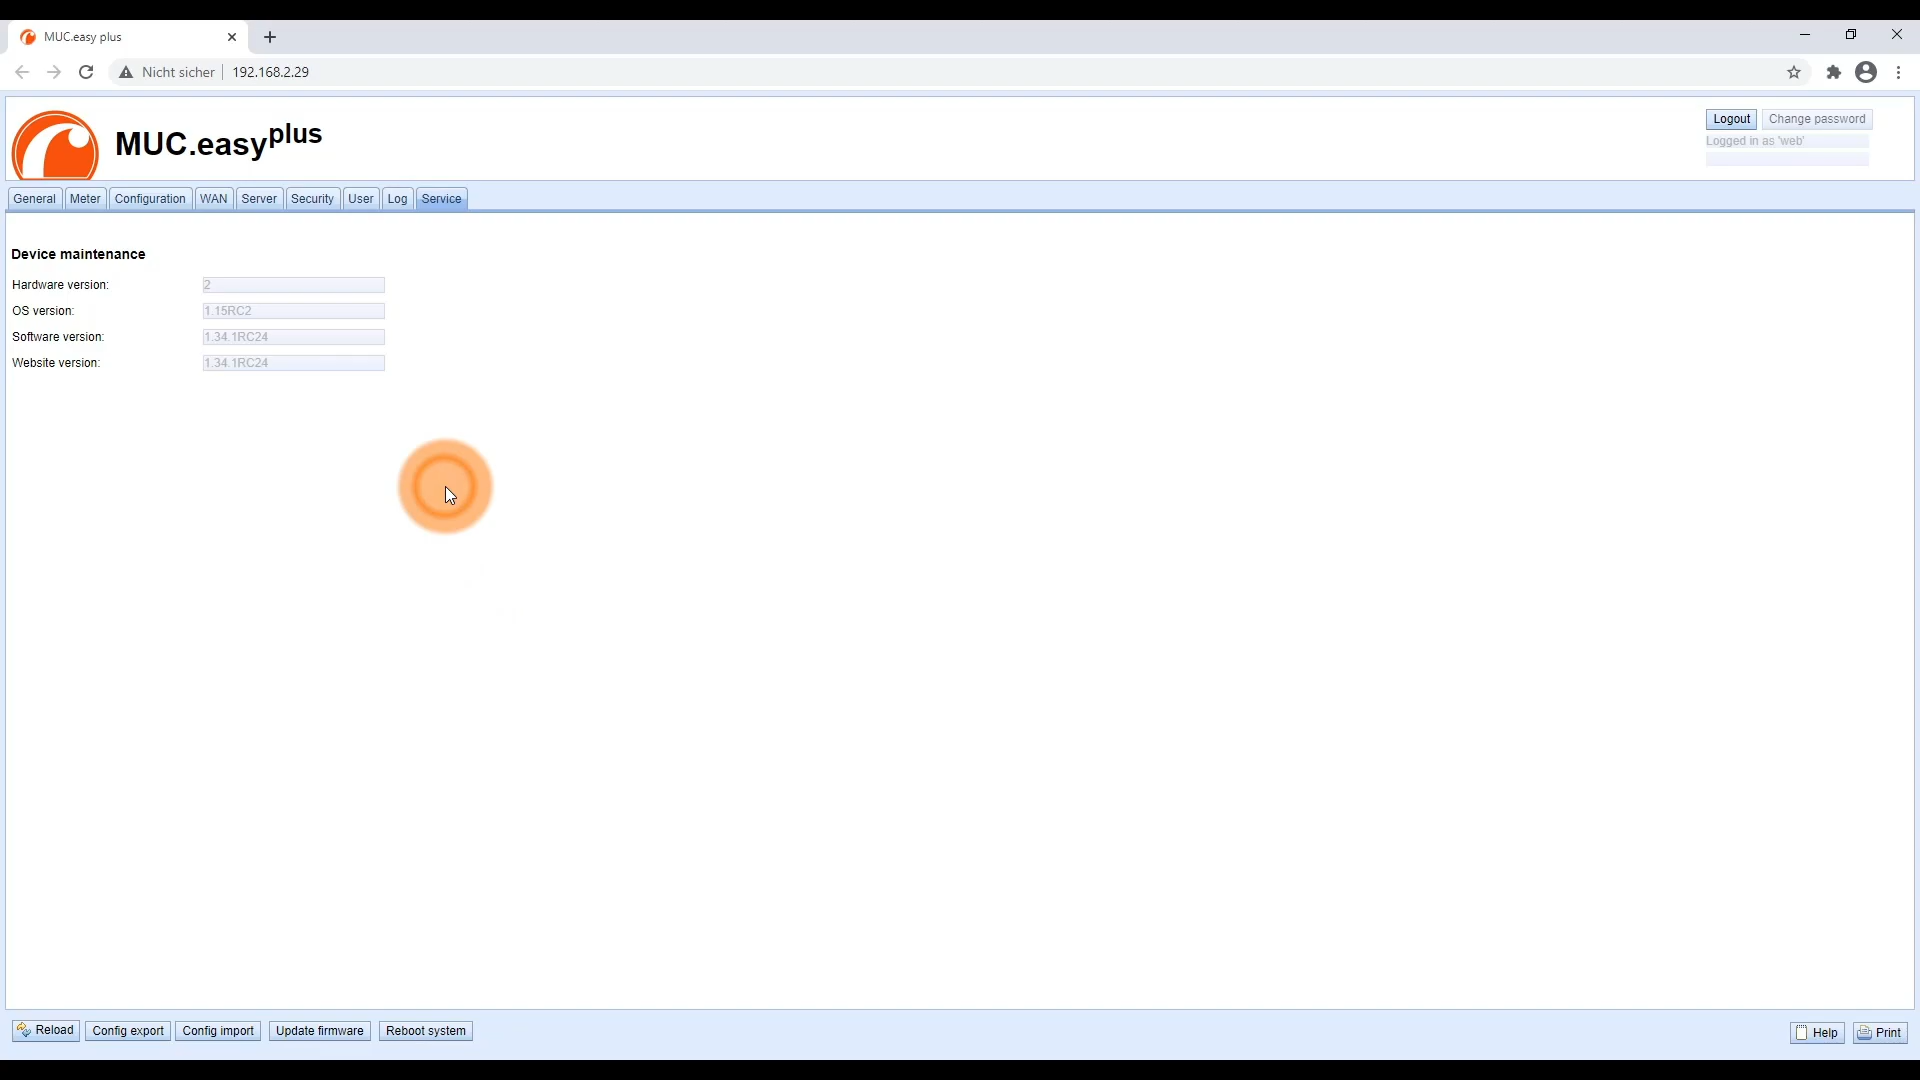 MUC.easy plus
Nicht sicher 192.168.2.29
MUC.easyplus
Logout Change password
Logged in as 'web'
General Meter Configuration WAN Server Security User Log Service
Device maintenance
Hardware version: 2
OS version: 1.15RC2
Software version: 1.34.1RC24
Website version: 1.34.1RC24
Reload Config export Config import Update firmware Reboot system Help Print